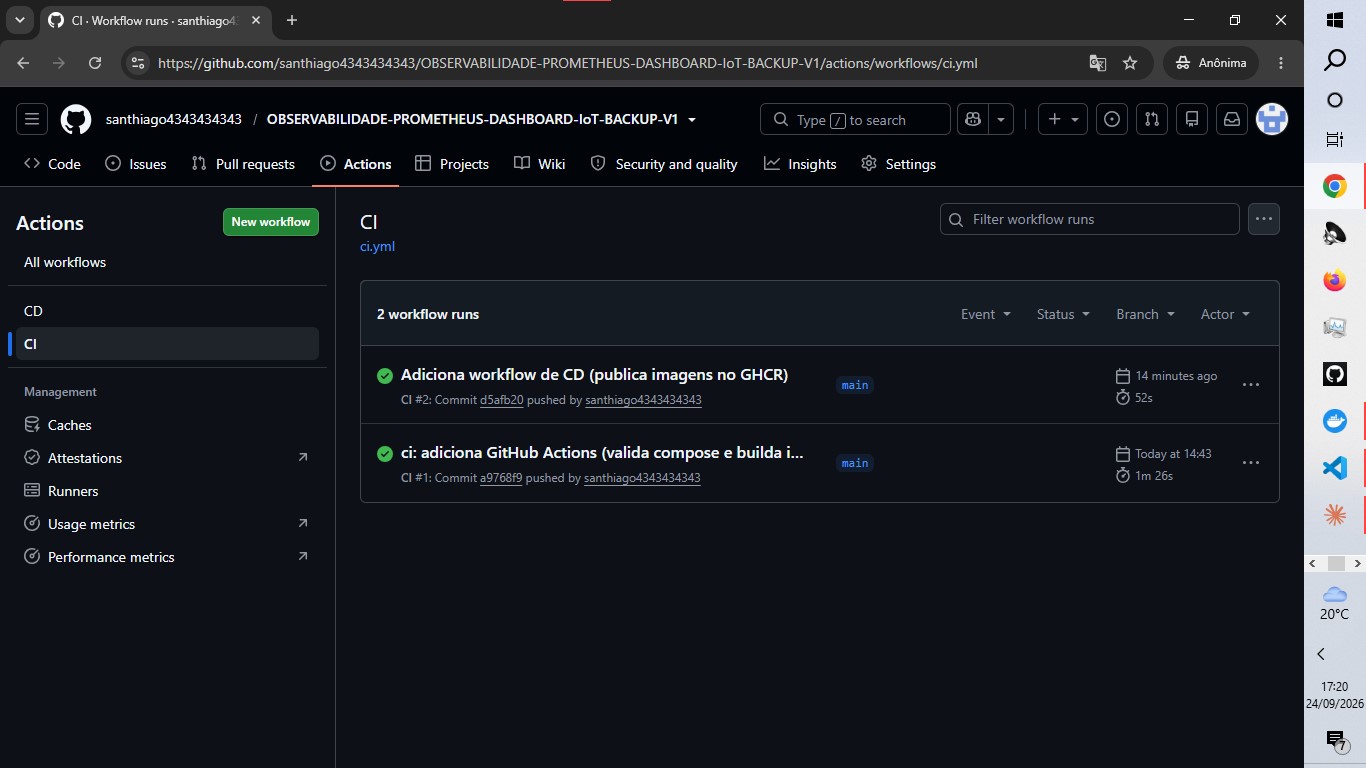 CI · Workflow runs · santhiago4
https://github.com/santhiago4343434343/OBSERVABILIDADE-PROMETHEUS-DASHBOARD-IoT-BACKUP-V1/actions/workflows/ci.yml
Anônima
santhiago4343434343 / OBSERVABILIDADE-PROMETHEUS-DASHBOARD-IoT-BACKUP-V1
Type / to search
Code Issues Pull requests Actions Projects Wiki Security and quality Insights Settings
Actions
New workflow
All workflows
CD
CI
Management
Caches
Attestations
Runners
Usage metrics
Performance metrics
CI
ci.yml
Filter workflow runs
2 workflow runs
Event Status Branch Actor
Adiciona workflow de CD (publica imagens no GHCR)
CI #2: Commit d5afb20 pushed by santhiago4343434343
main
14 minutes ago
52s
ci: adiciona GitHub Actions (valida compose e builda i...
CI #1: Commit a9768f9 pushed by santhiago4343434343
main
Today at 14:43
1m 26s
20°C
17:20
24/09/2026
7